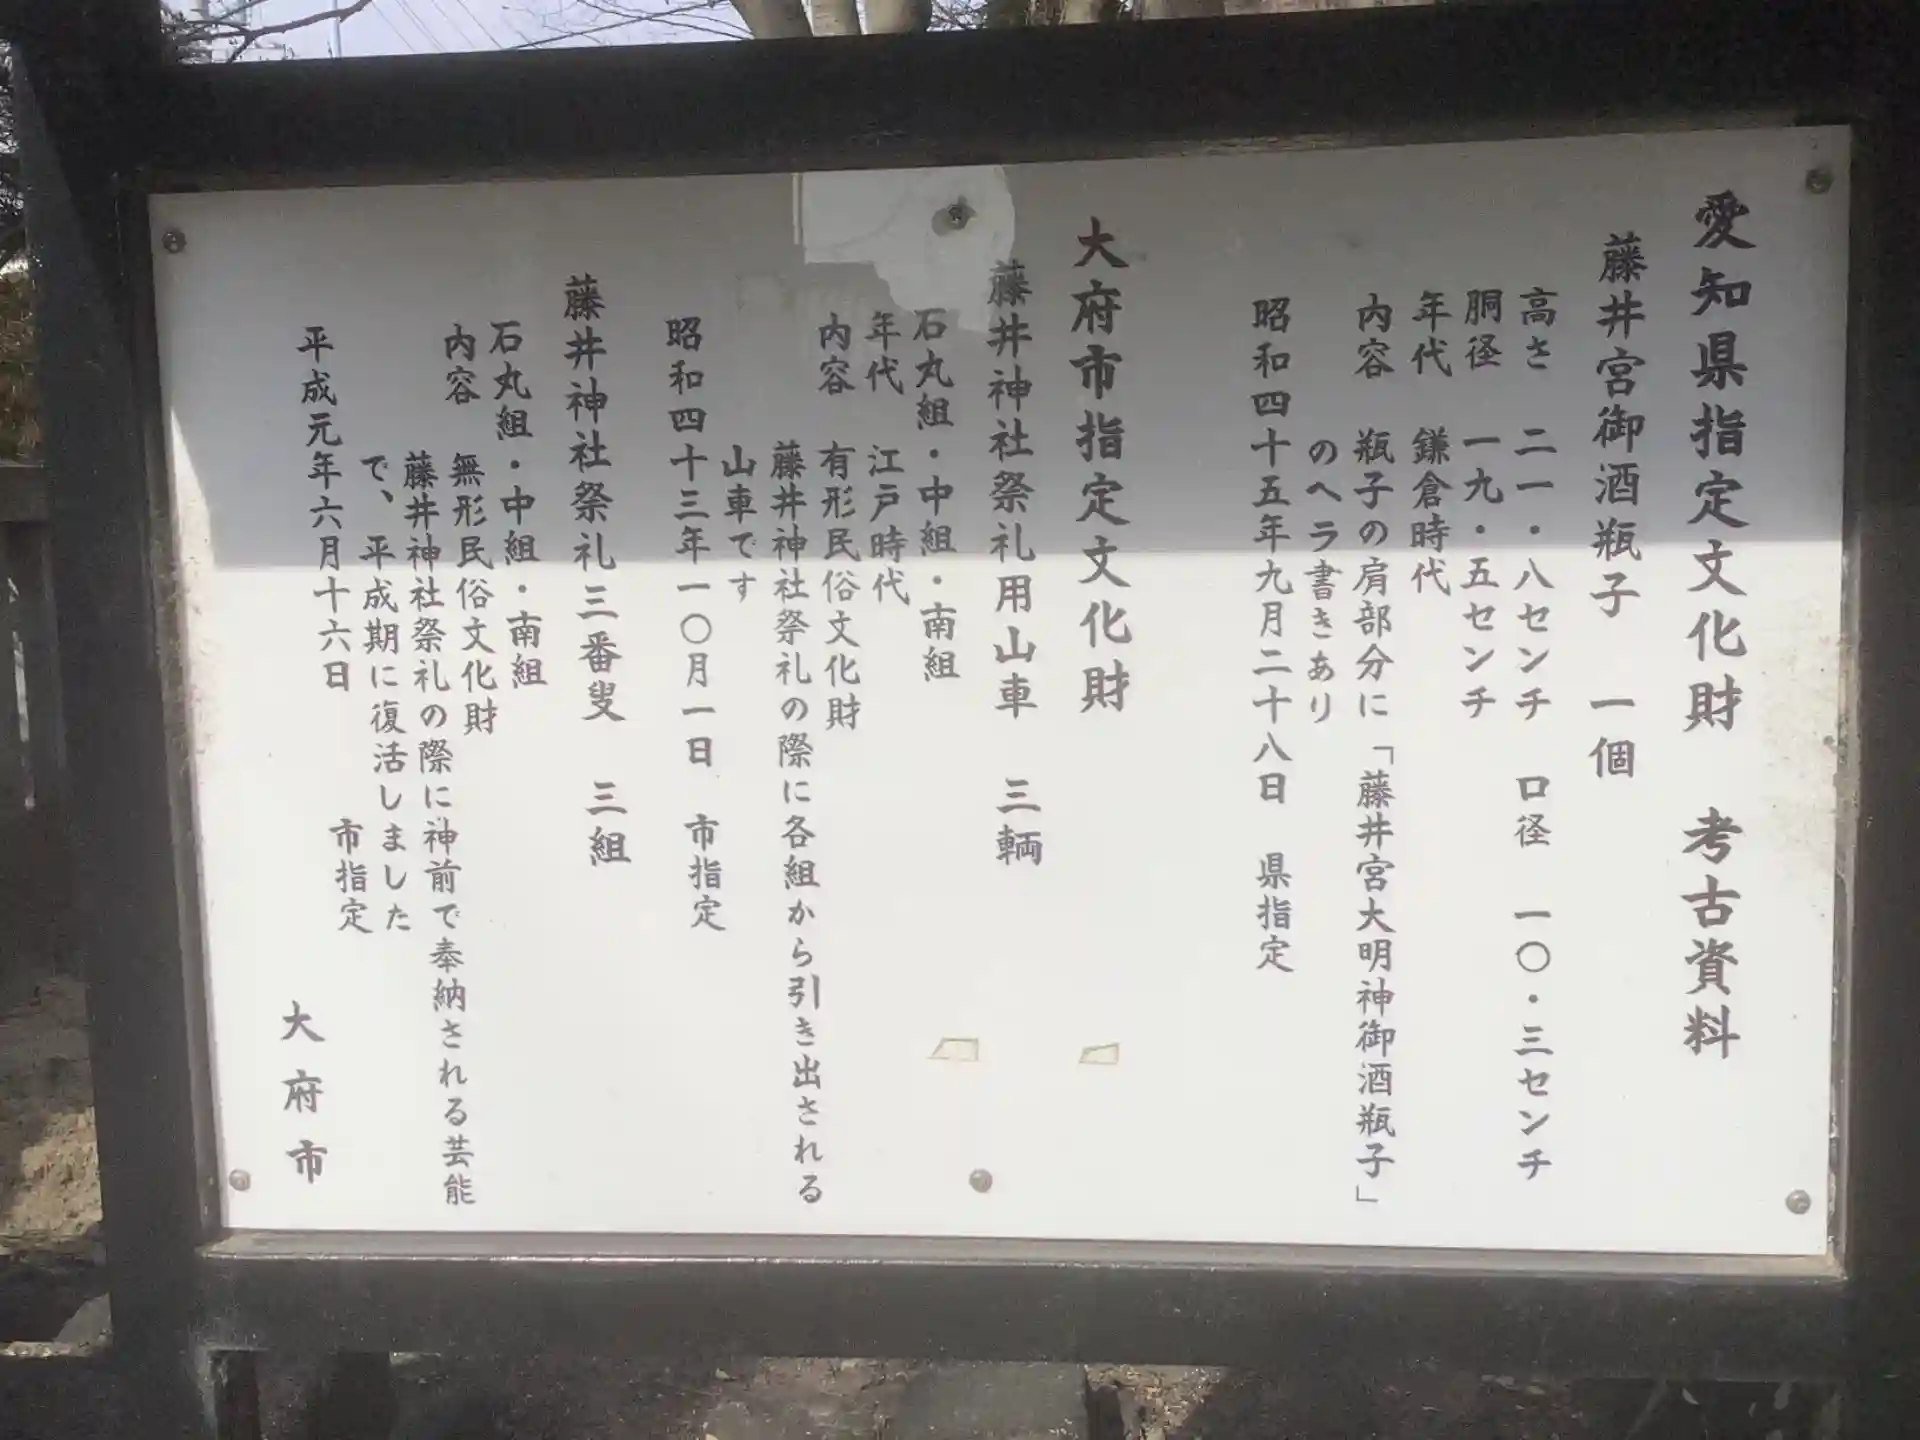 愛知県指定文化財　考古資料
藤井宮御酒瓶子　一個
高さ　二一・八センチ　口径　一〇・三センチ
胴径　一九・五センチ
年代　鎌倉時代
内容　瓶子の肩部分に「藤井宮大明神御酒瓶子」
のヘラ書きあり
昭和四十五年九月二十八日　県指定
大府市指定文化財
藤井神社祭礼用山車　三輌
石丸組・中組・南組
年代　江戸時代
内容　有形民俗文化財
藤井神社祭礼の際に各組から引き出される
山車です
昭和四十三年一〇月一日　市指定
藤井神社祭礼三番叟　三組
石丸組・中組・南組
内容　無形民俗文化財
藤井神社祭礼の際に神前で奉納される芸能
で、平成期に復活しました
平成元年六月十六日　市指定
大府市